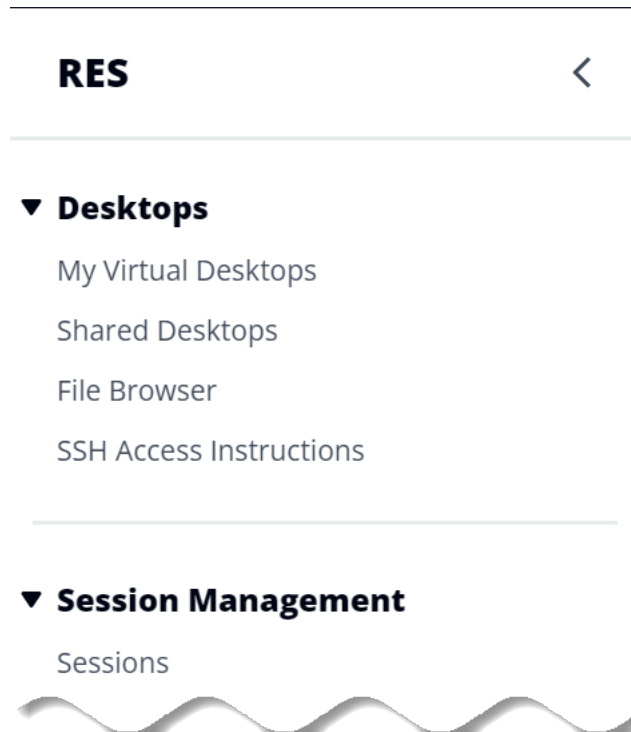 RES
Desktops
My Virtual Desktops
Shared Desktops
File Browser
SSH Access Instructions
Session Management
Sessions